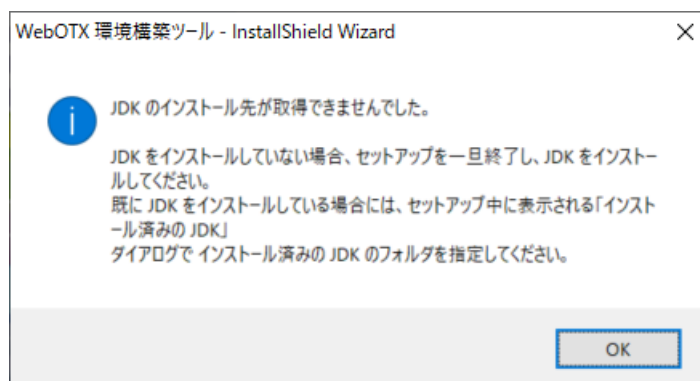 WebOTX 環境構築ツール - InstallShield Wizard
JDK のインストール先が取得できませんでした。
JDK をインストールしていない場合、セットアップを一旦終了し、JDK をインストー
ルしてください。
既に JDK をインストールしている場合には、セットアップ中に表示される「インスト
ール済みの JDK」
ダイアログで インストール済みの JDK のフォルダを指定してください。
OK